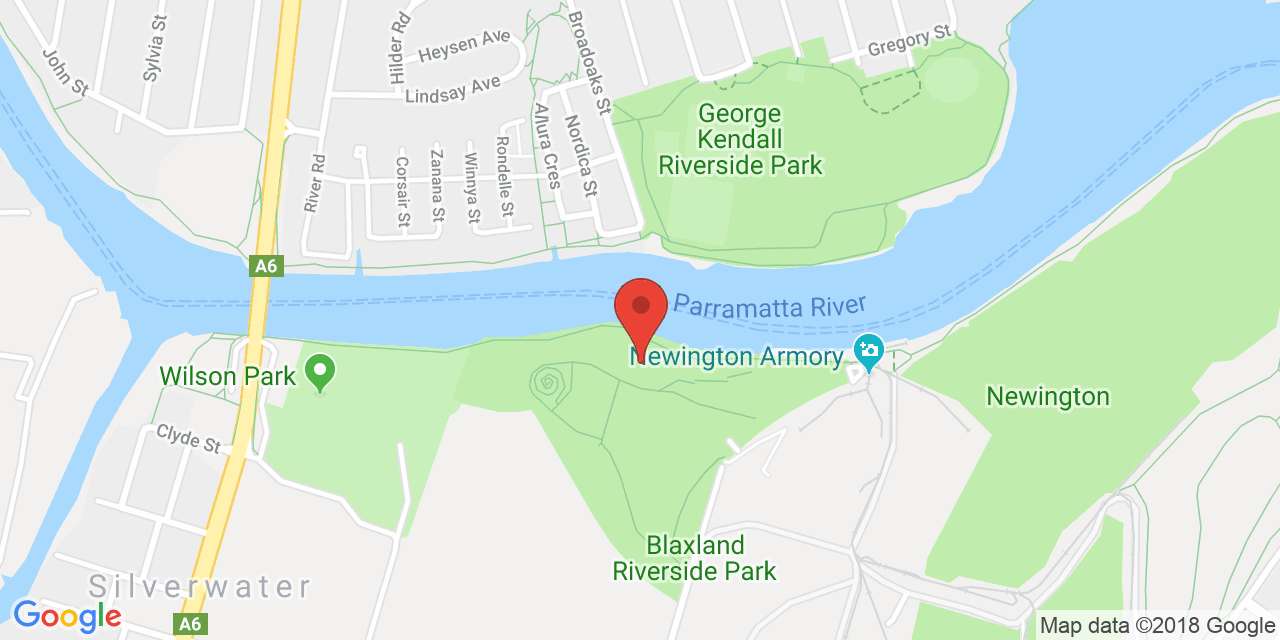 Sylvia St
John St
Hilder Rd
Heysen Ave
Lindsay Ave
Broadoaks St
Gregory St
George
Kendall
Riverside Park
Allura Cres
Nordica St
Rondelle St
Winnya St
Zanana St
Corsair St
River Rd
A6
Parramatta River
Newington Armory
Wilson Park
Newington
Clyde St
Blaxland
Riverside Park
Silverwater
Google
A6
Map data ©2018 Google